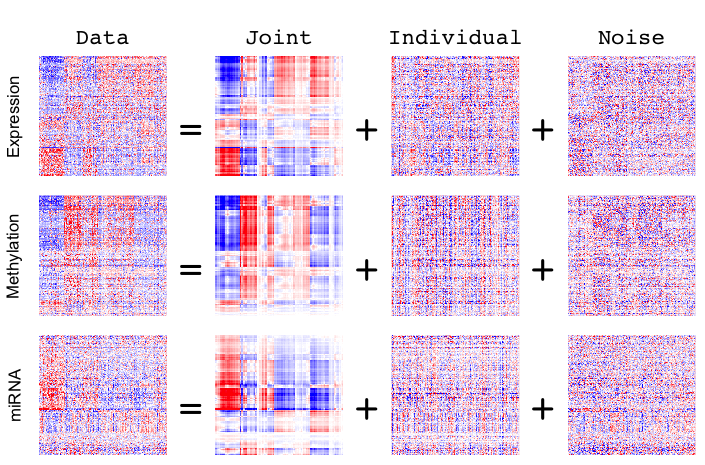 Data Joint Individual Noise
Expression
= + +
Methylation
= + +
miRNA
= + +